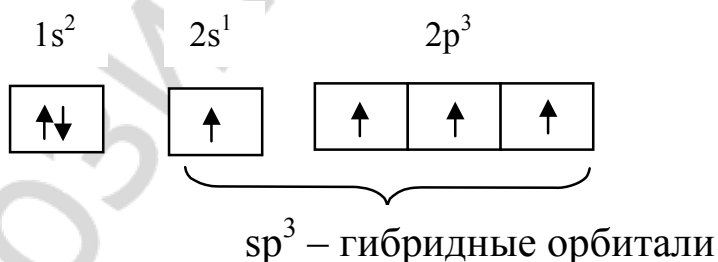 1s² 2s¹ 2p³
sp³ – гибридные орбитали